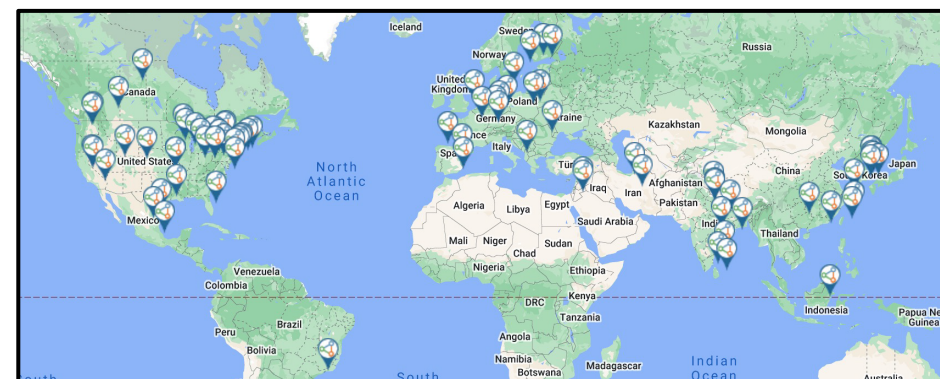 Iceland
Sweden
Norway
Russia
Canada
United
Kingdom
Poland
Germany
Ukraine
France
Kazakhstan
Mongolia
Italy
Spain
United States
North
Atlantic
Ocean
Japan
South Korea
China
Iraq
Iran
Afghanistan
Pakistan
Algeria
Libya
Egypt
Saudi Arabia
Mexico
India
Thailand
Mali
Niger
Chad
Sudan
Nigeria
Ethiopia
Venezuela
Colombia
DRC
Kenya
Indonesia
Papua Ne
Guinea
Tanzania
Peru
Brazil
Angola
Bolivia
Namibia
Botswana
Madagascar
Indian
Ocean
South
Australia